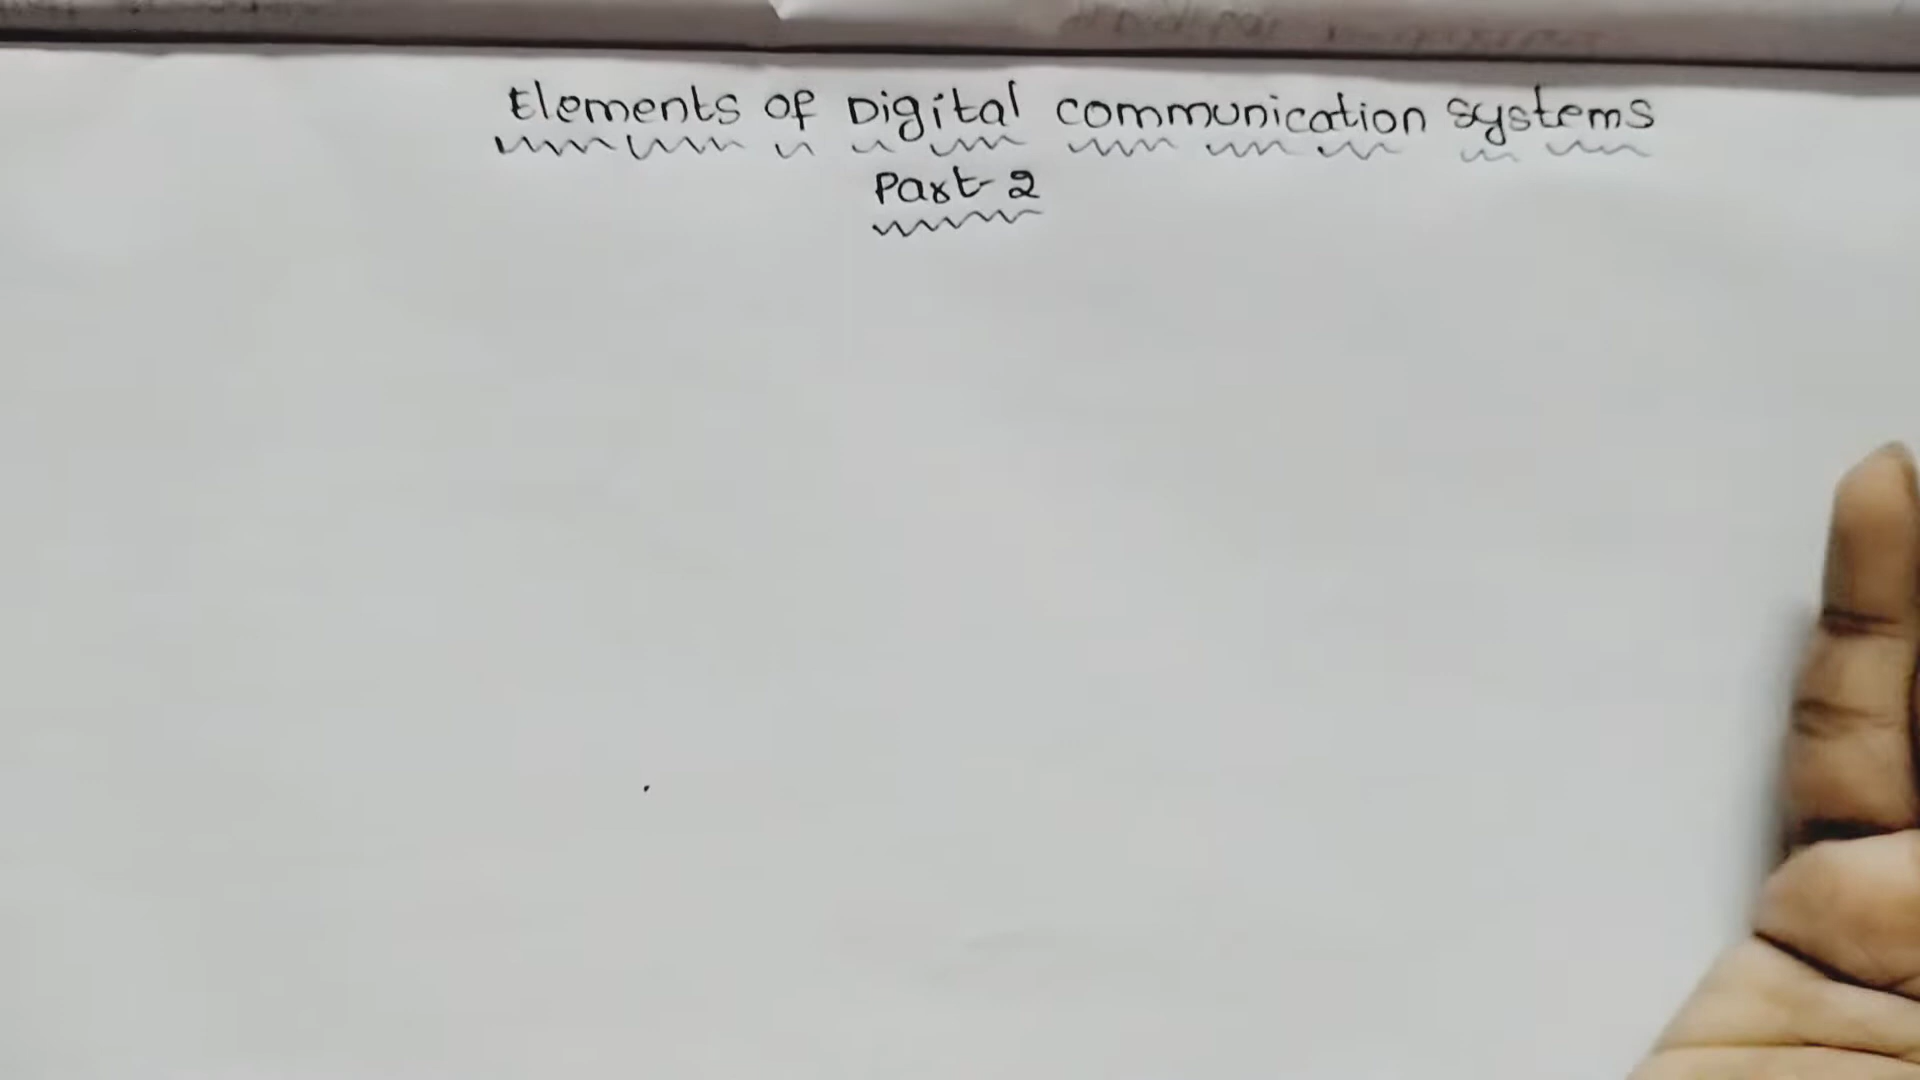 Elements of Digital communication systems
Part-2